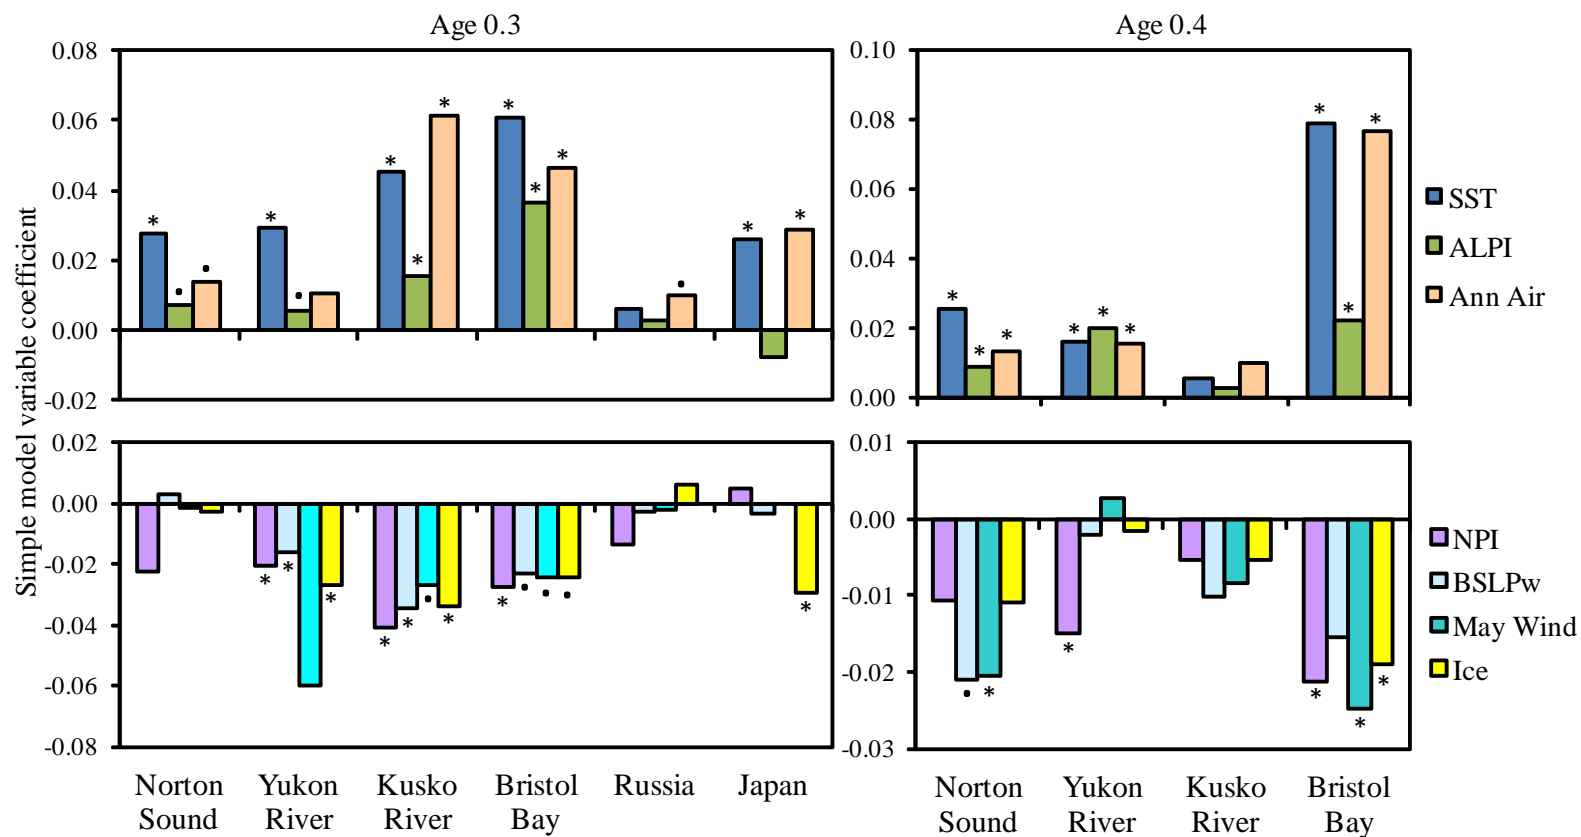 Age 0.3
Age 0.4
Simple model variable coefficient
0.08
0.06
0.04
0.02
0.00
-0.02
* • • * • * * * * * * • * *
0.10
0.08
0.06
0.04
0.02
0.00
* * * * * * * * *
SST
ALPI
Ann Air
0.02
0.00
-0.02
-0.04
-0.06
-0.08
* * * * * • * * • • • *
0.01
0.00
-0.01
-0.02
-0.03
• * * * * *
NPI
BSLPw
May Wind
Ice
Norton Sound
Yukon River
Kusko River
Bristol Bay
Russia
Japan
Norton Sound
Yukon River
Kusko River
Bristol Bay